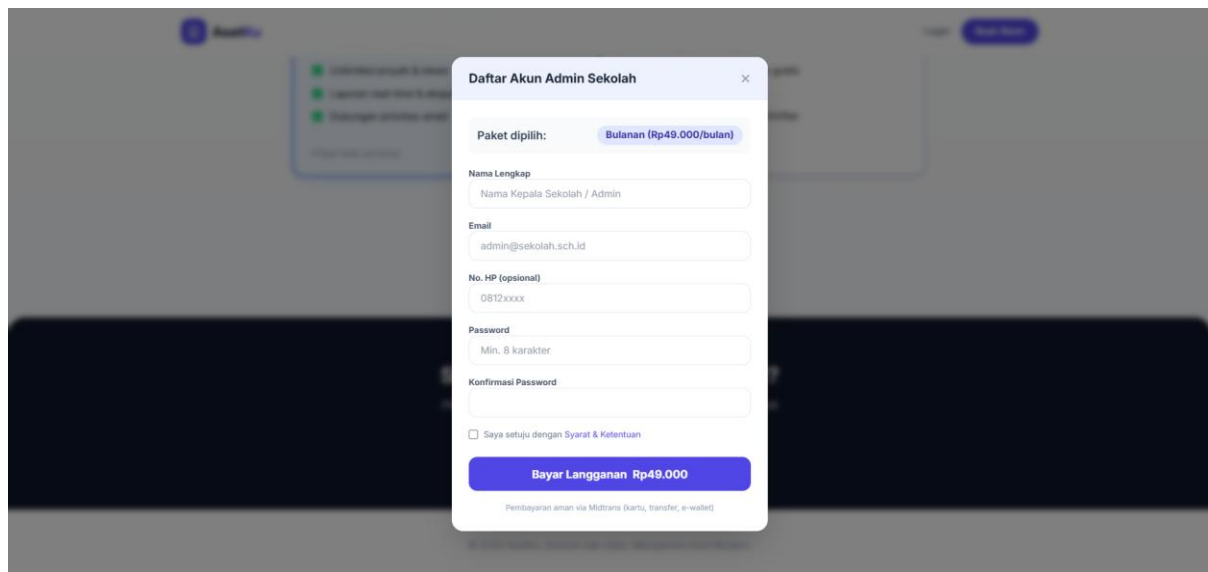 AsetKu
Login
Daftar Akun Admin Sekolah
×
Paket dipilih:
Bulanan (Rp49.000/bulan)
Nama Lengkap
Nama Kepala Sekolah / Admin
Email
admin@sekolah.sch.id
No. HP (opsional)
0812xxxx
Password
Min. 8 karakter
Konfirmasi Password
Saya setuju dengan Syarat & Ketentuan
Bayar Langganan Rp49.000
Pembayaran aman via Midtrans (kartu, transfer, e-wallet)